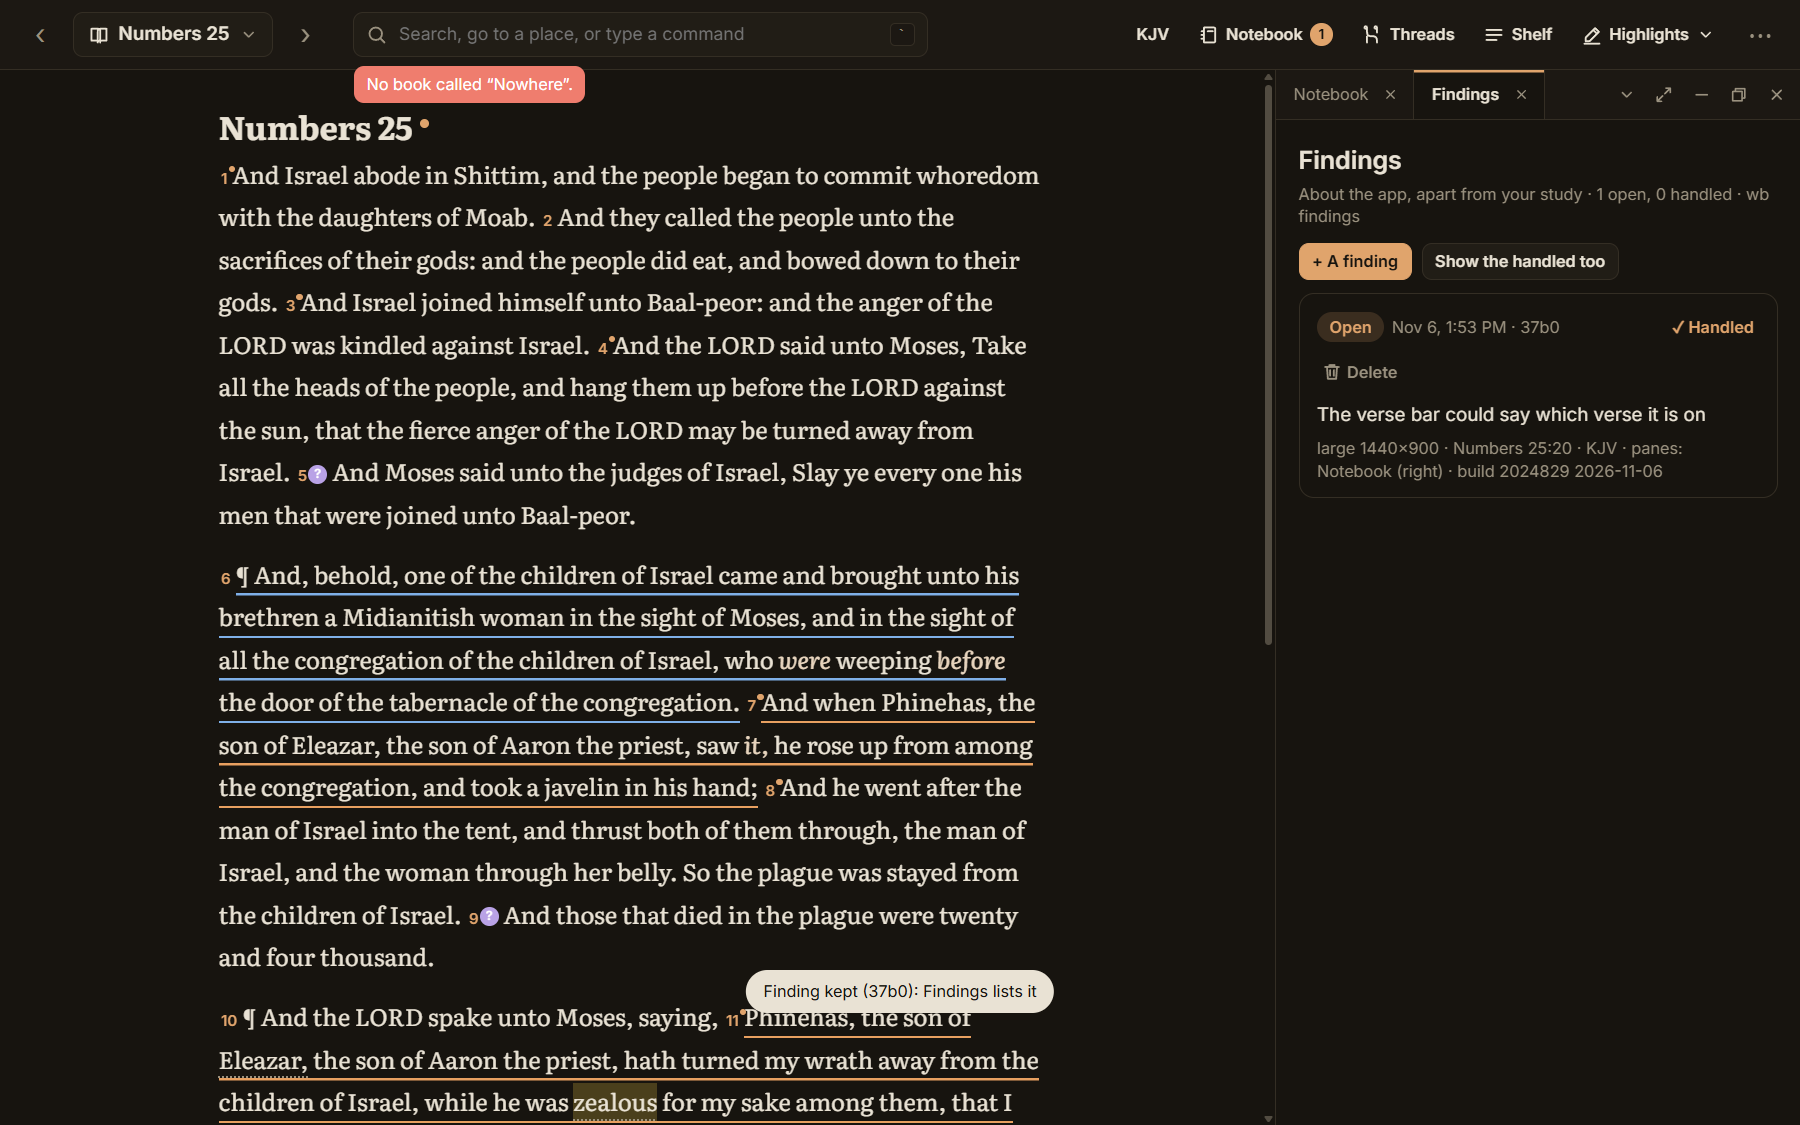 Numbers 25
Search, go to a place, or type a command
`
KJV
Notebook 1
Threads
Shelf
Highlights
No book called “Nowhere”.
Numbers 25
1 And Israel abode in Shittim, and the people began to commit whoredom
with the daughters of Moab. 2 And they called the people unto the
sacrifices of their gods: and the people did eat, and bowed down to their
gods. 3 And Israel joined himself unto Baal-peor: and the anger of the
LORD was kindled against Israel. 4 And the LORD said unto Moses, Take
all the heads of the people, and hang them up before the LORD against
the sun, that the fierce anger of the LORD may be turned away from
Israel. 5 ? And Moses said unto the judges of Israel, Slay ye every one his
men that were joined unto Baal-peor.
6 ¶ And, behold, one of the children of Israel came and brought unto his
brethren a Midianitish woman in the sight of Moses, and in the sight of
all the congregation of the children of Israel, who were weeping before
the door of the tabernacle of the congregation. 7 And when Phinehas, the
son of Eleazar, the son of Aaron the priest, saw it, he rose up from among
the congregation, and took a javelin in his hand; 8 And he went after the
man of Israel into the tent, and thrust both of them through, the man of
Israel, and the woman through her belly. So the plague was stayed from
the children of Israel. 9 ? And those that died in the plague were twenty
and four thousand.
10 ¶ And the LORD spake unto Moses, saying, 11 Phinehas, the son of
Eleazar, the son of Aaron the priest, hath turned my wrath away from the
children of Israel, while he was zealous for my sake among them, that I
Finding kept (37b0): Findings lists it
Notebook
Findings
Findings
About the app, apart from your study · 1 open, 0 handled · wb
findings
+ A finding
Show the handled too
Open Nov 6, 1:53 PM · 37b0
✓ Handled
Delete
The verse bar could say which verse it is on
large 1440×900 · Numbers 25:20 · KJV · panes:
Notebook (right) · build 2024829 2026-11-06